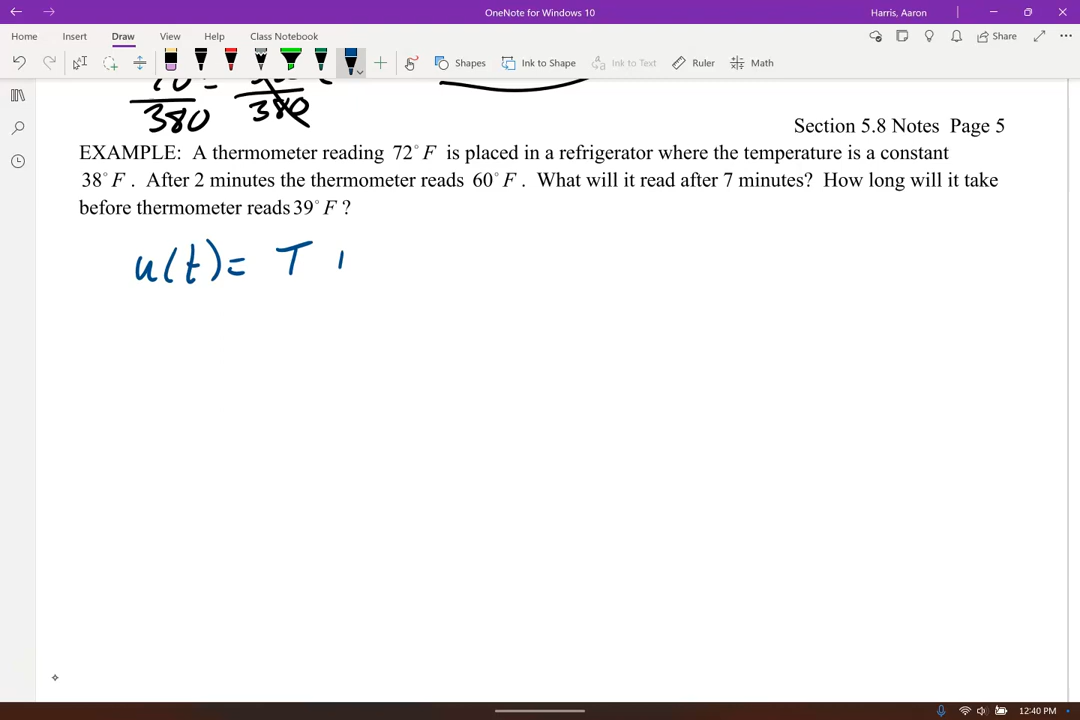 OneNote for Windows 10
Harris, Aaron
Home Insert Draw View Help Class Notebook
Share
Shapes Ink to Shape Ink to Text Ruler Math
380 380
Section 5.8 Notes Page 5
EXAMPLE: A thermometer reading 72°F is placed in a refrigerator where the temperature is a constant
38°F. After 2 minutes the thermometer reads 60°F. What will it read after 7 minutes? How long will it take
before thermometer reads 39°F?
u(t) = T
12:40 PM